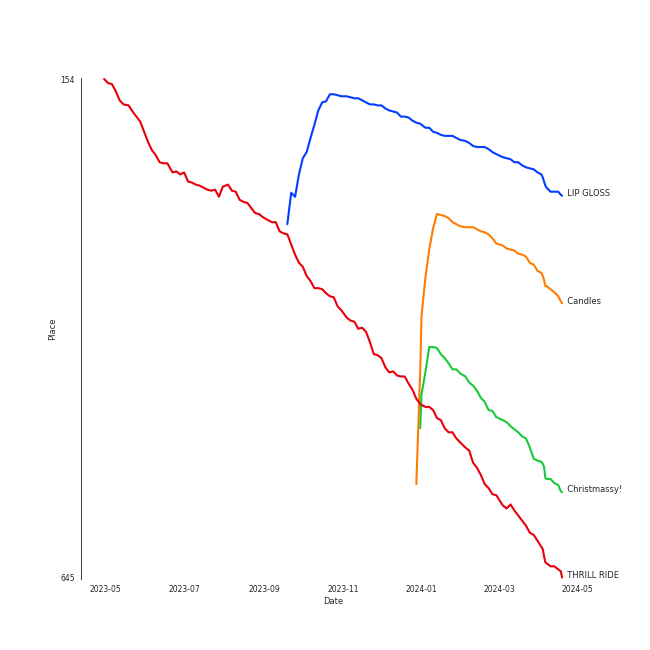 154
LIP GLOSS
Candles
Place
Christmassy!
THRILL RIDE
645
2023-05 2023-07 2023-09 2023-11 2024-01 2024-03 2024-05
Date